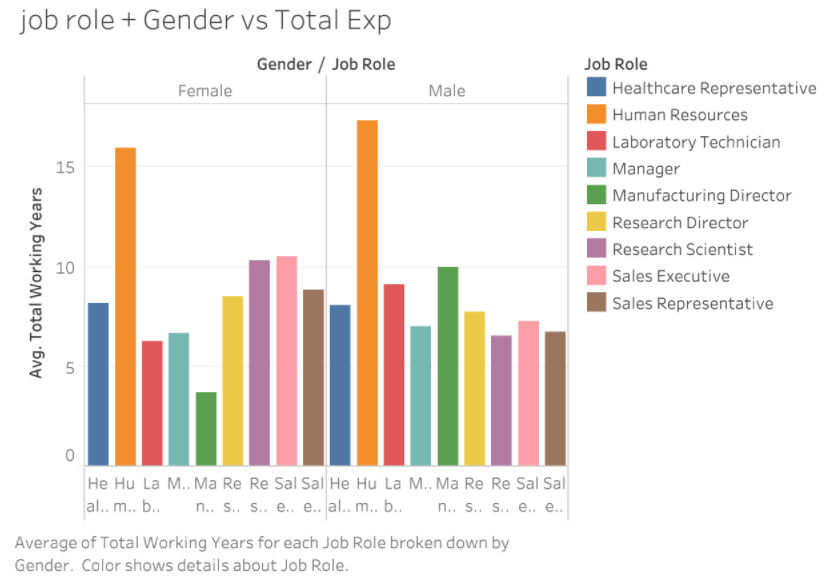 job role + Gender vs Total Exp
Gender / Job Role
Female
Male
Avg. Total Working Years
15
10
5
0
He Hu La M.. Ma Re Re Sal Sal He Hu La M.. Ma Re Re Sal Sal
al.. m.. b.. n.. s.. s.. e.. e.. al.. m.. b.. n.. s.. s.. e.. e..
Job Role
Healthcare Representative
Human Resources
Laboratory Technician
Manager
Manufacturing Director
Research Director
Research Scientist
Sales Executive
Sales Representative
Average of Total Working Years for each Job Role broken down by
Gender. Color shows details about Job Role.